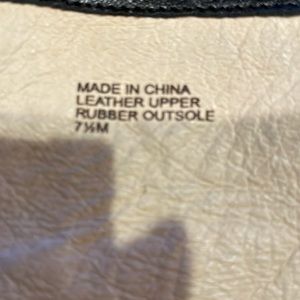 MADE IN CHINA
LEATHER UPPER
RUBBER OUTSOLE
7½M